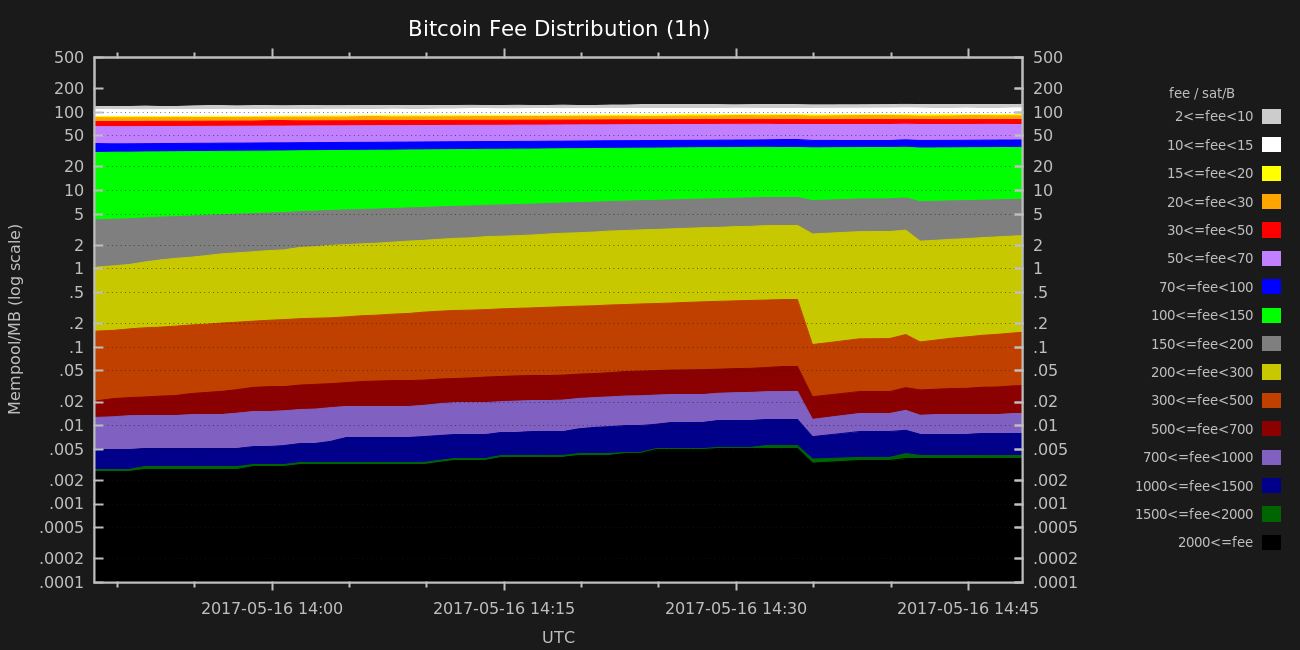 Bitcoin Fee Distribution (1h)
500
200
100
50
20
10
5
2
1
.5
.2
.1
.05
.02
.01
.005
.002
.001
.0005
.0002
.0001
Mempool/MB (log scale)
500
200
100
50
20
10
5
2
1
.5
.2
.1
.05
.02
.01
.005
.002
.001
.0005
.0002
.0001
2017-05-16 14:00
2017-05-16 14:15
2017-05-16 14:30
2017-05-16 14:45
UTC
fee / sat/B
2<=fee<10
10<=fee<15
15<=fee<20
20<=fee<30
30<=fee<50
50<=fee<70
70<=fee<100
100<=fee<150
150<=fee<200
200<=fee<300
300<=fee<500
500<=fee<700
700<=fee<1000
1000<=fee<1500
1500<=fee<2000
2000<=fee